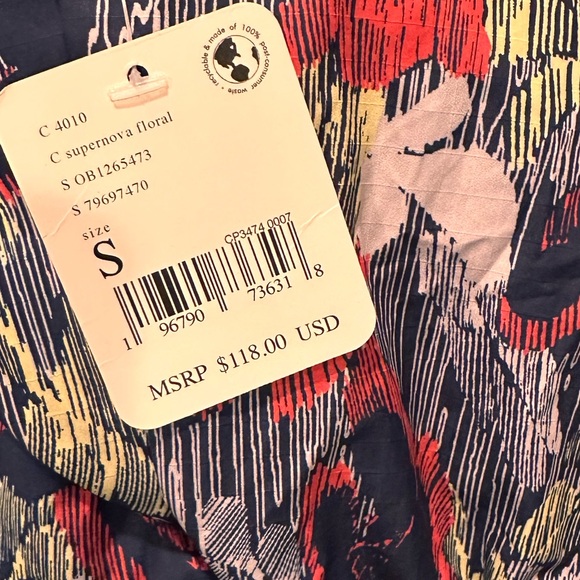 recyclable & made of 100% post-consumer waste •
C 4010
C supernova floral
S OB1265473
S 79697470
size
S
CP3474 0007
1 96790 73631 8
MSRP $118.00 USD